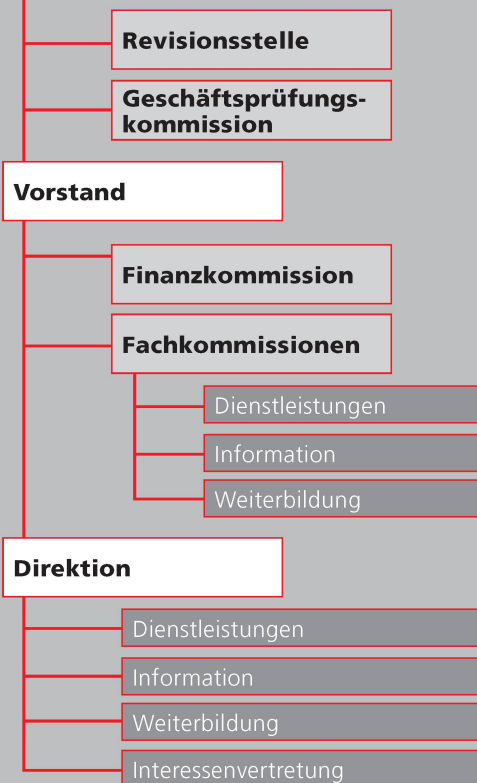 Revisionsstelle
Geschäftsprüfungs-
kommission
Vorstand
Finanzkommission
Fachkommissionen
Dienstleistungen
Information
Weiterbildung
Direktion
Dienstleistungen
Information
Weiterbildung
Interessenvertretung